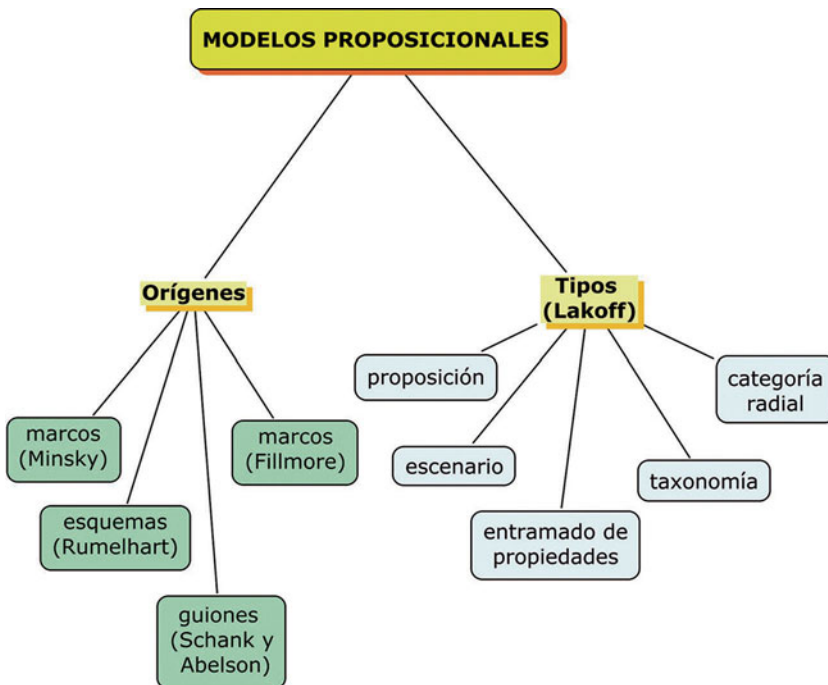 MODELOS PROPOSICIONALES
Orígenes
marcos
(Minsky)
esquemas
(Rumelhart)
guiones
(Schank y
Abelson)
marcos
(Fillmore)
Tipos
(Lakoff)
proposición
escenario
entramado de
propiedades
taxonomía
categoría
radial